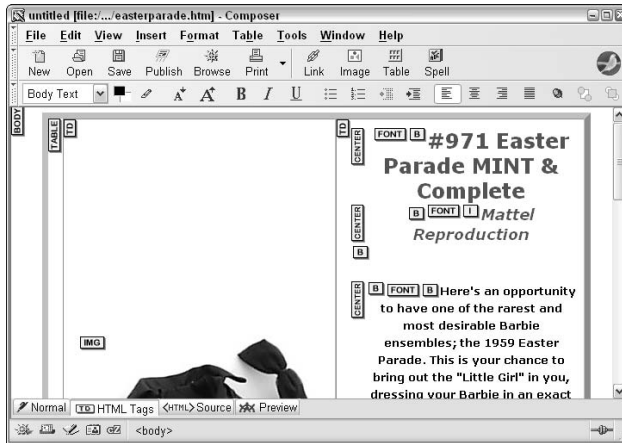 untitled [file:/.../easterparade.htm] - Composer
File Edit View Insert Format Table Tools Window Help
New Open Save Publish Browse Print Link Image Table Spell
Body Text B I U
BODY
TABLE
TD
IMG
TD
CENTER
FONT B #971 Easter
Parade MINT &
Complete
CENTER
B FONT I Mattel
Reproduction
B
CENTER
B FONT B Here's an opportunity
to have one of the rarest and
most desirable Barbie
ensembles; the 1959 Easter
Parade. This is your chance to
bring out the "Little Girl" in you,
dressing your Barbie in an exact
Normal TD HTML Tags <HTML> Source Preview
<body>